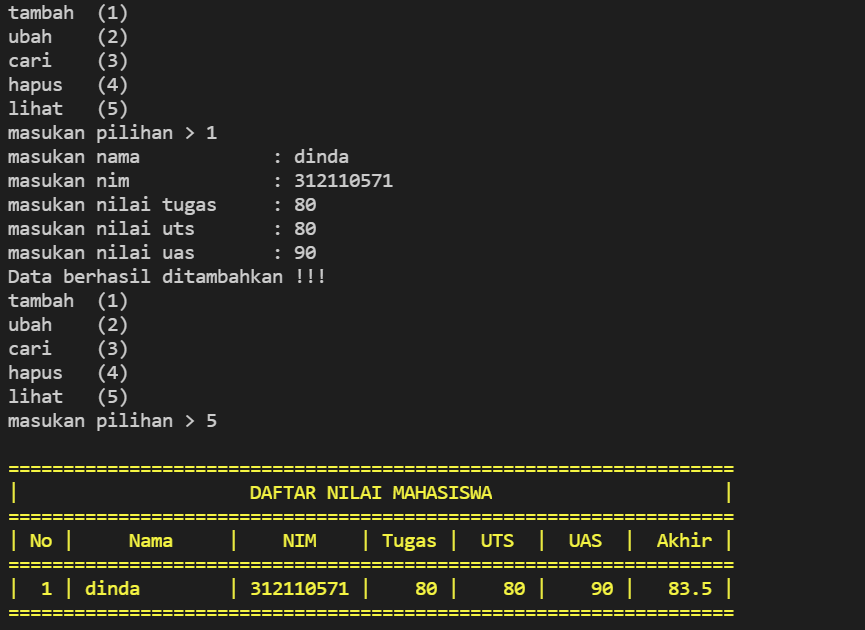 tambah  (1)
ubah    (2)
cari    (3)
hapus   (4)
lihat   (5)
masukan pilihan > 1
masukan nama            : dinda
masukan nim             : 312110571
masukan nilai tugas     : 80
masukan nilai uts       : 80
masukan nilai uas       : 90
Data berhasil ditambahkan !!!
tambah  (1)
ubah    (2)
cari    (3)
hapus   (4)
lihat   (5)
masukan pilihan > 5
==================================================================
|                     DAFTAR NILAI MAHASISWA                     |
==================================================================
| No |     Nama     |    NIM    | Tugas |  UTS  |  UAS  |  Akhir |
==================================================================
|  1 | dinda        | 312110571 |    80 |    80 |    90 |   83.5 |
==================================================================